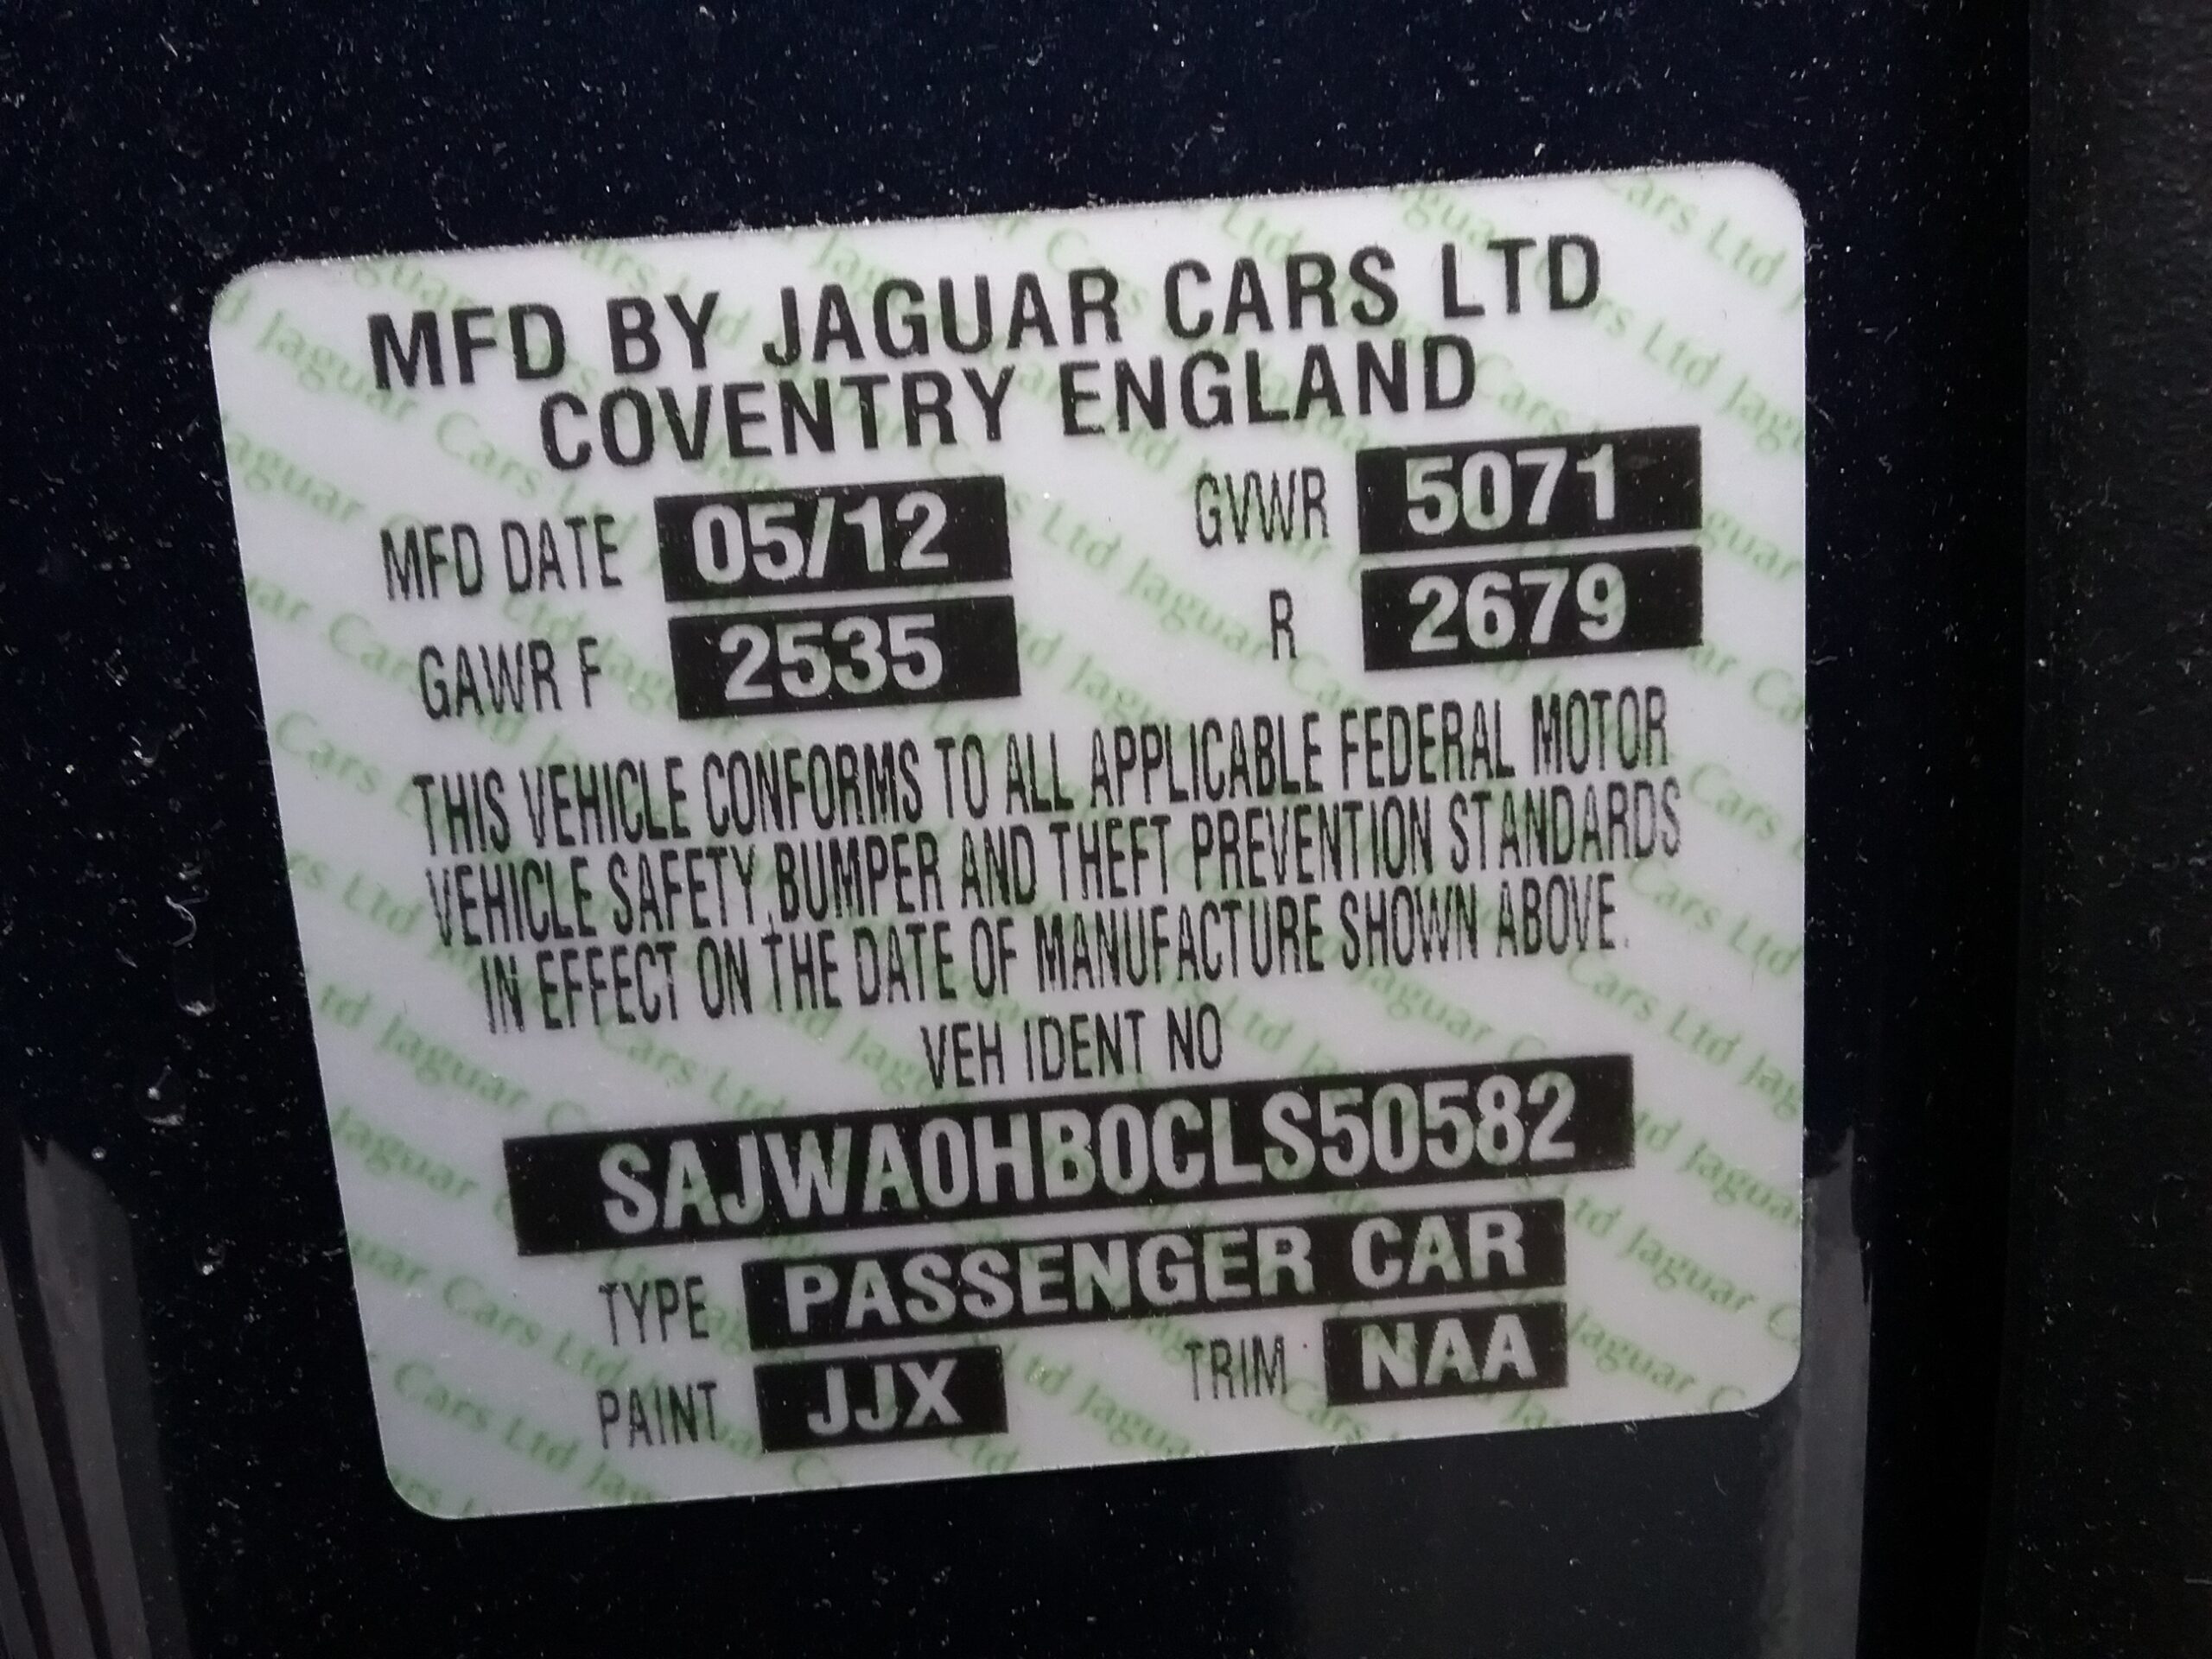 MFD BY JAGUAR CARS LTD
COVENTRY ENGLAND
MFD DATE 05/12 GVWR 5071
GAWR F 2535 R 2679
THIS VEHICLE CONFORMS TO ALL APPLICABLE FEDERAL MOTOR
VEHICLE SAFETY,BUMPER AND THEFT PREVENTION STANDARDS
IN EFFECT ON THE DATE OF MANUFACTURE SHOWN ABOVE.
VEH IDENT NO
SAJWA0HB0CLS50582
TYPE PASSENGER CAR
PAINT JJX TRIM NAA